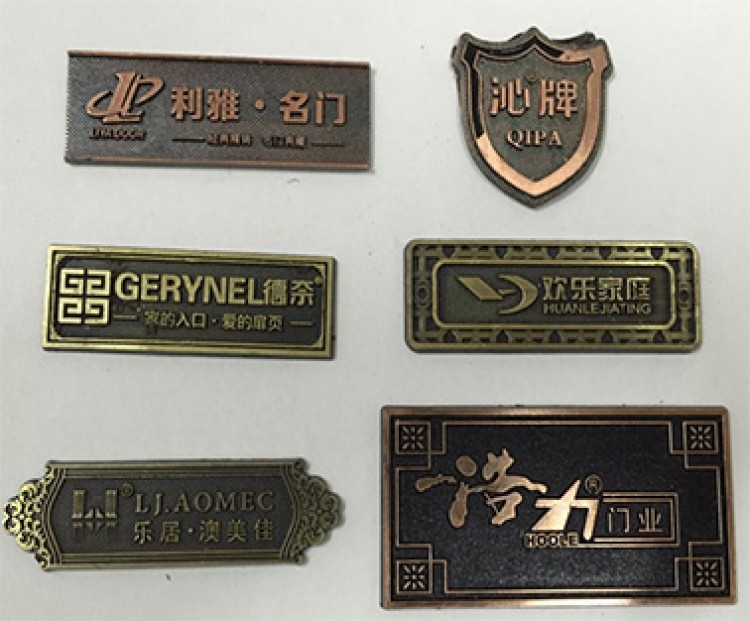 利雅·名门
LIYA DOOR
沁®牌
QIPA
GERYNEL德奈®
家的入口·爱的扉页
欢乐家庭
HUANLEJIATING
®
LJ.AOMEC
乐居·澳美佳
浩力®门业
HOOLE